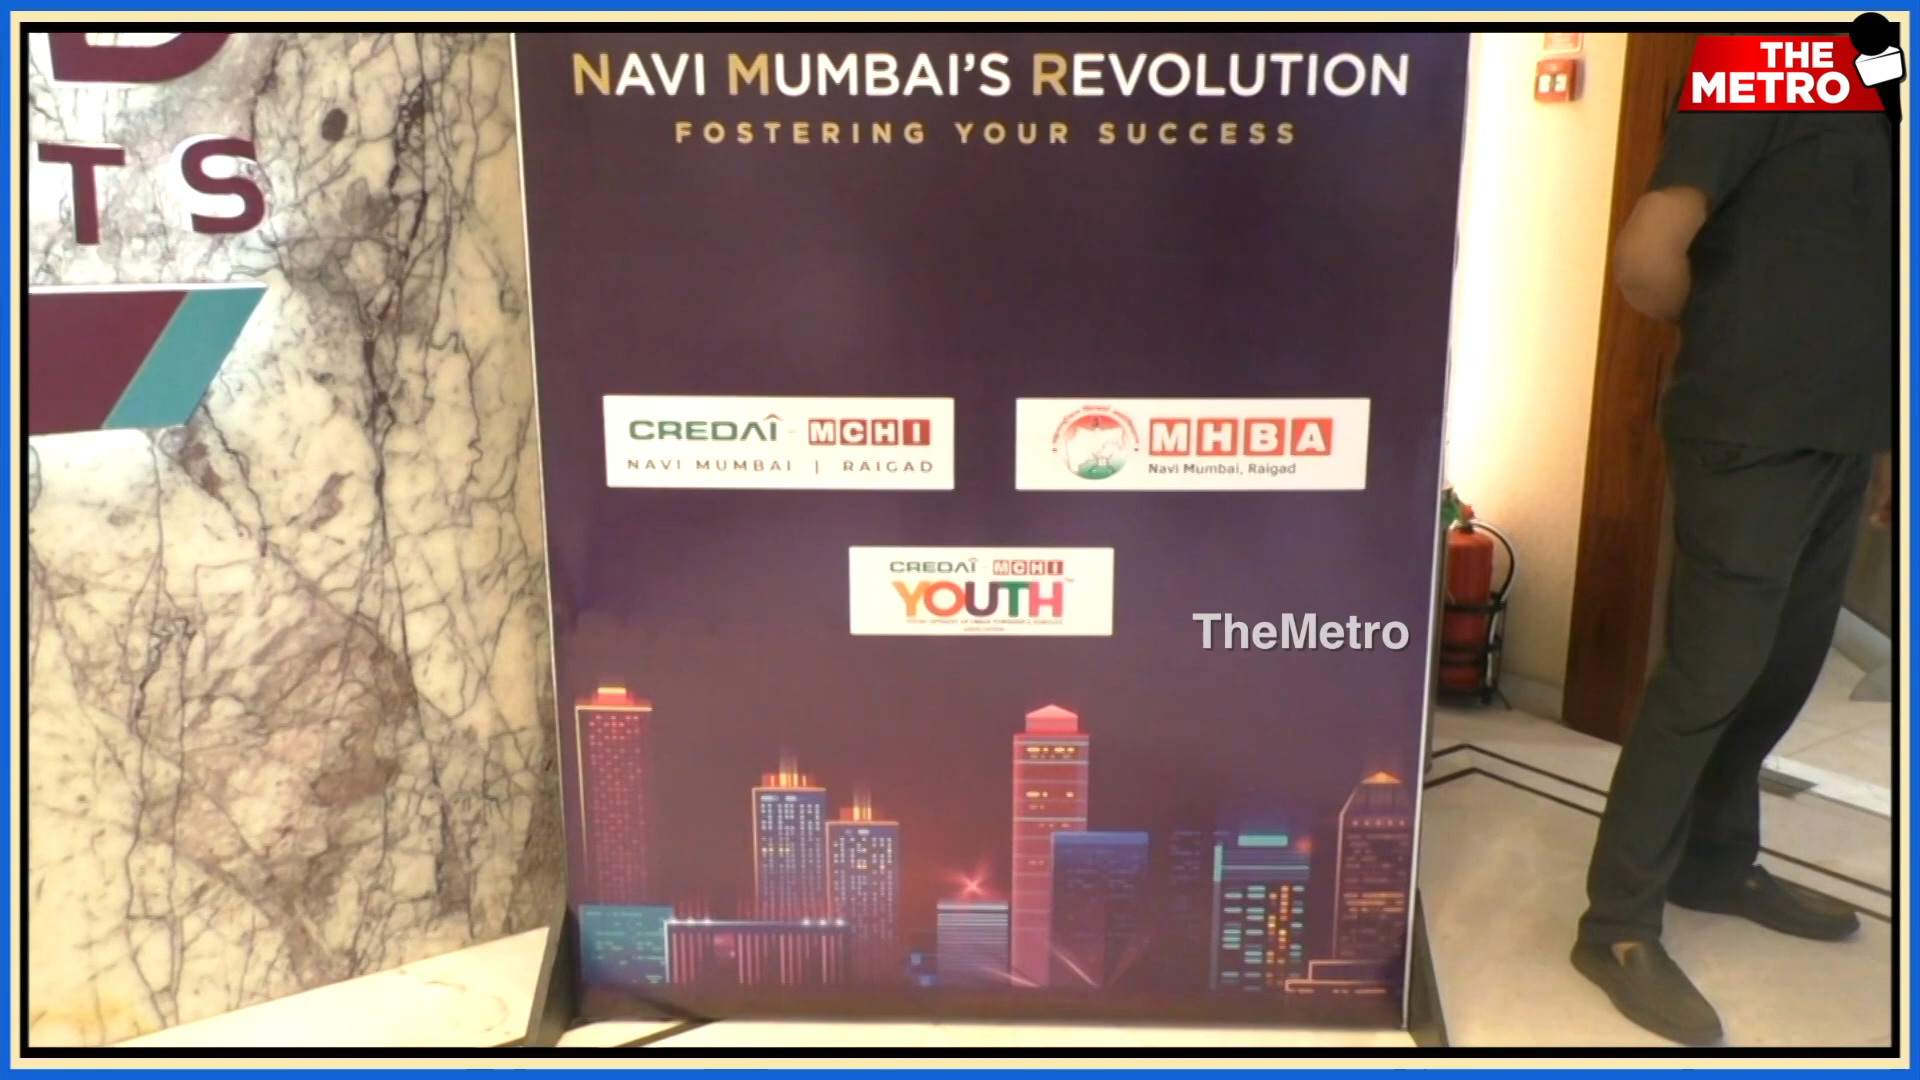 NAVI MUMBAI'S REVOLUTION
FOSTERING YOUR SUCCESS
THE
METRO
TS
CREDAI - MCHI
NAVI MUMBAI | RAIGAD
MHBA
Navi Mumbai, Raigad
CREDAI - MCHI
YOUTH
TheMetro